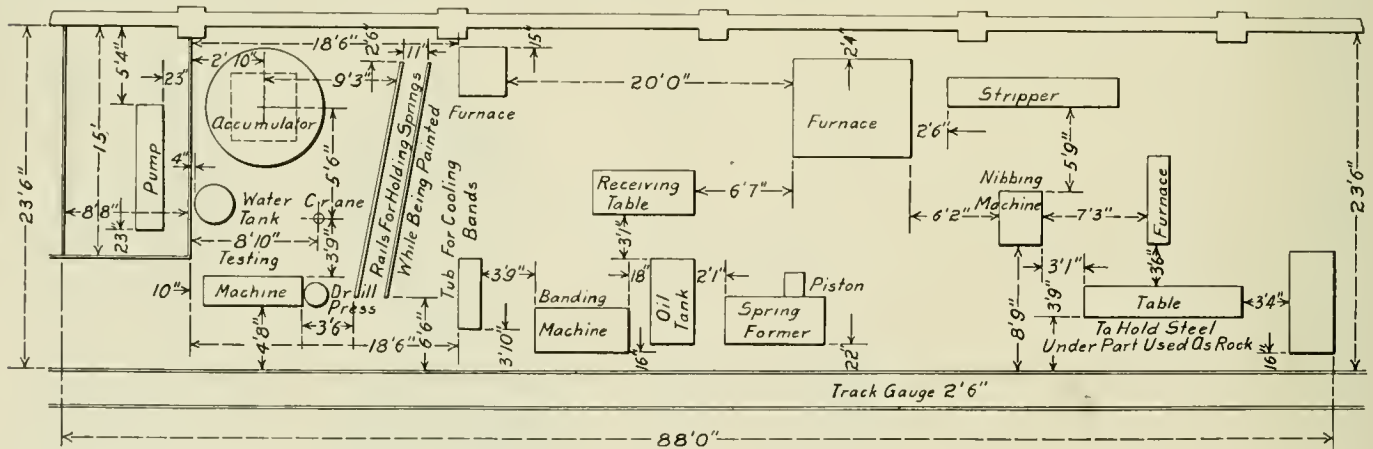 18'6"
2'6"
11"
15"
2'4"
5'4"
2' 10"
23"
9'3"
20'0"
Stripper
Accumulator
Furnace
Furnace
2'6"
5'9"
23'6"
15'
Pump
4"
5'6"
Rails For Holding Springs
While Being Painted
Receiving
Table
6'7"
Nibbing
Machine
Furnace
23'6"
8'8"
Water
Tank
Crane
6'2"
7'3"
23"
8'10"
3'9"
Tub For Cooling
Bands
3'1"
3'6"
Testing
Machine
10"
Drill
Press
3'9"
18"
Oil
Tank
2'1"
Piston
3'1"
Table
3'4"
Banding
Machine
Spring
Former
8'9"
3'9"
4'8"
3'6
18'6"
6'6"
3'10"
16"
22"
To Hold Steel
Under Part Used As Rock
16"
Track Gauge 2'6"
88'0"